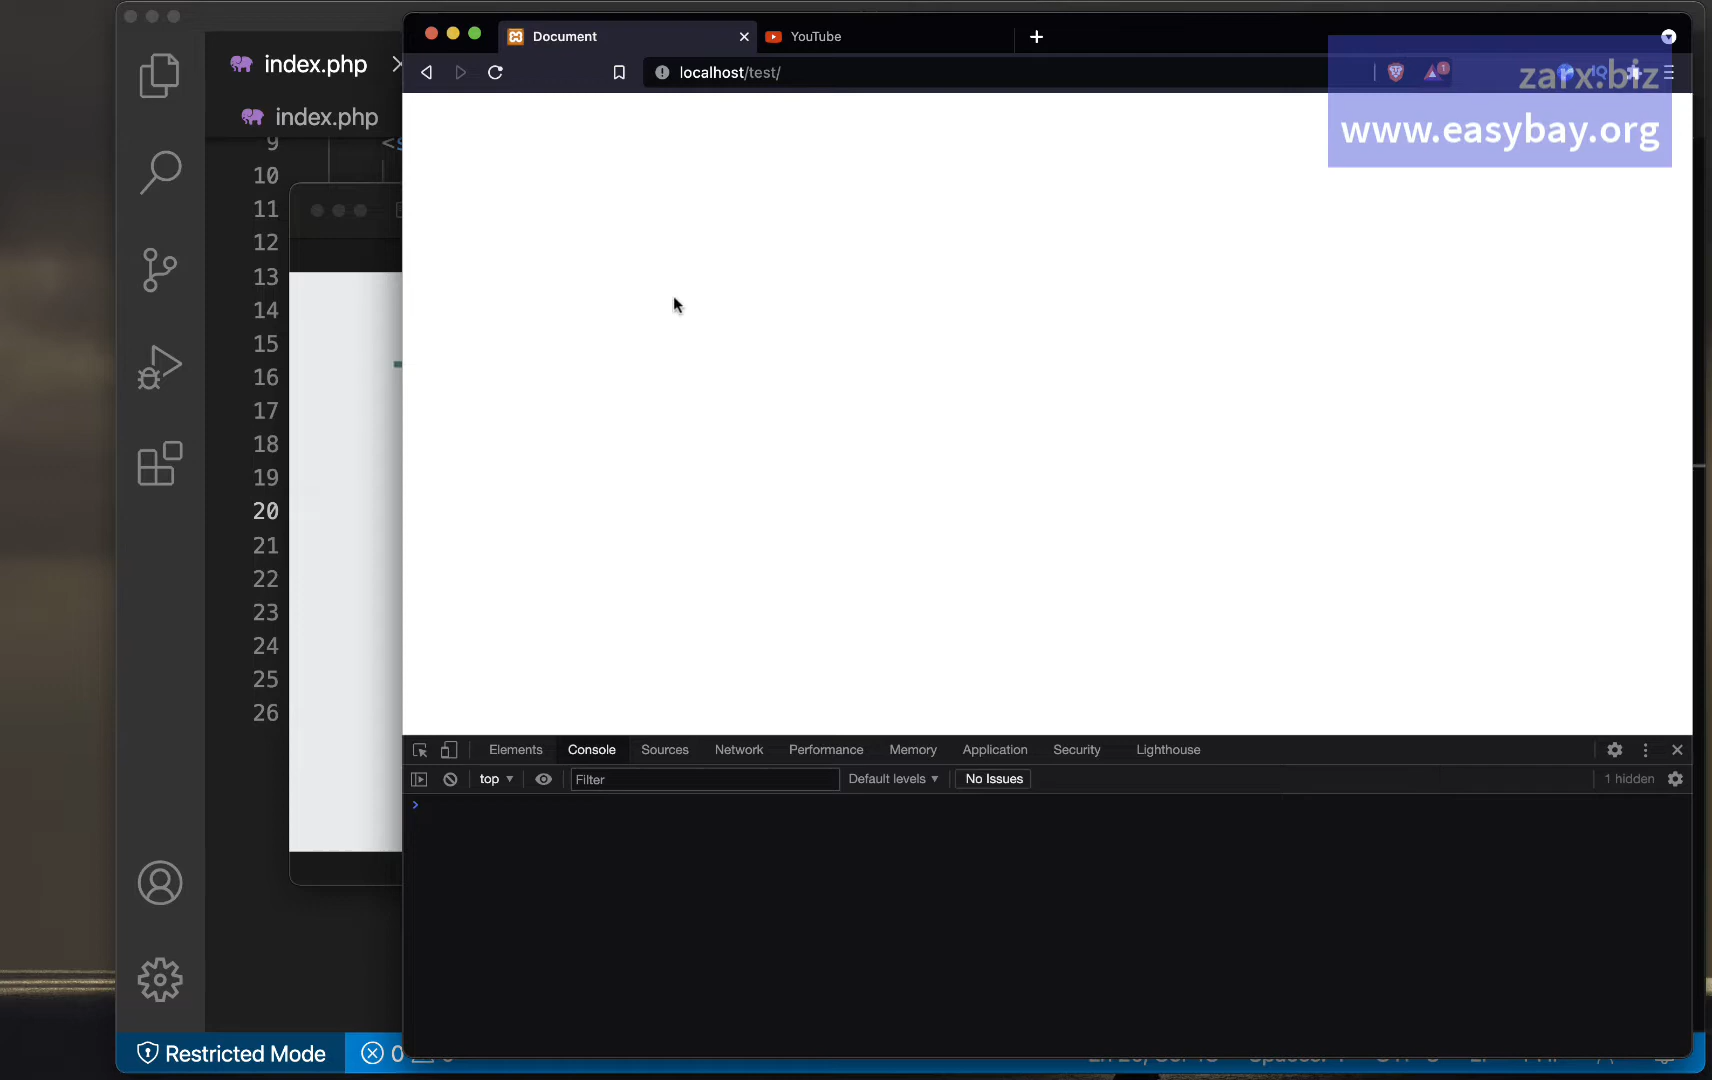 Document
YouTube
localhost/test/
zarx.biz
www.easybay.org
index.php
index.php
9
10
11
12
13
14
15
16
17
18
19
20
21
22
23
24
25
26
Elements Console Sources Network Performance Memory Application Security Lighthouse
top Filter Default levels No Issues 1 hidden
Restricted Mode 0